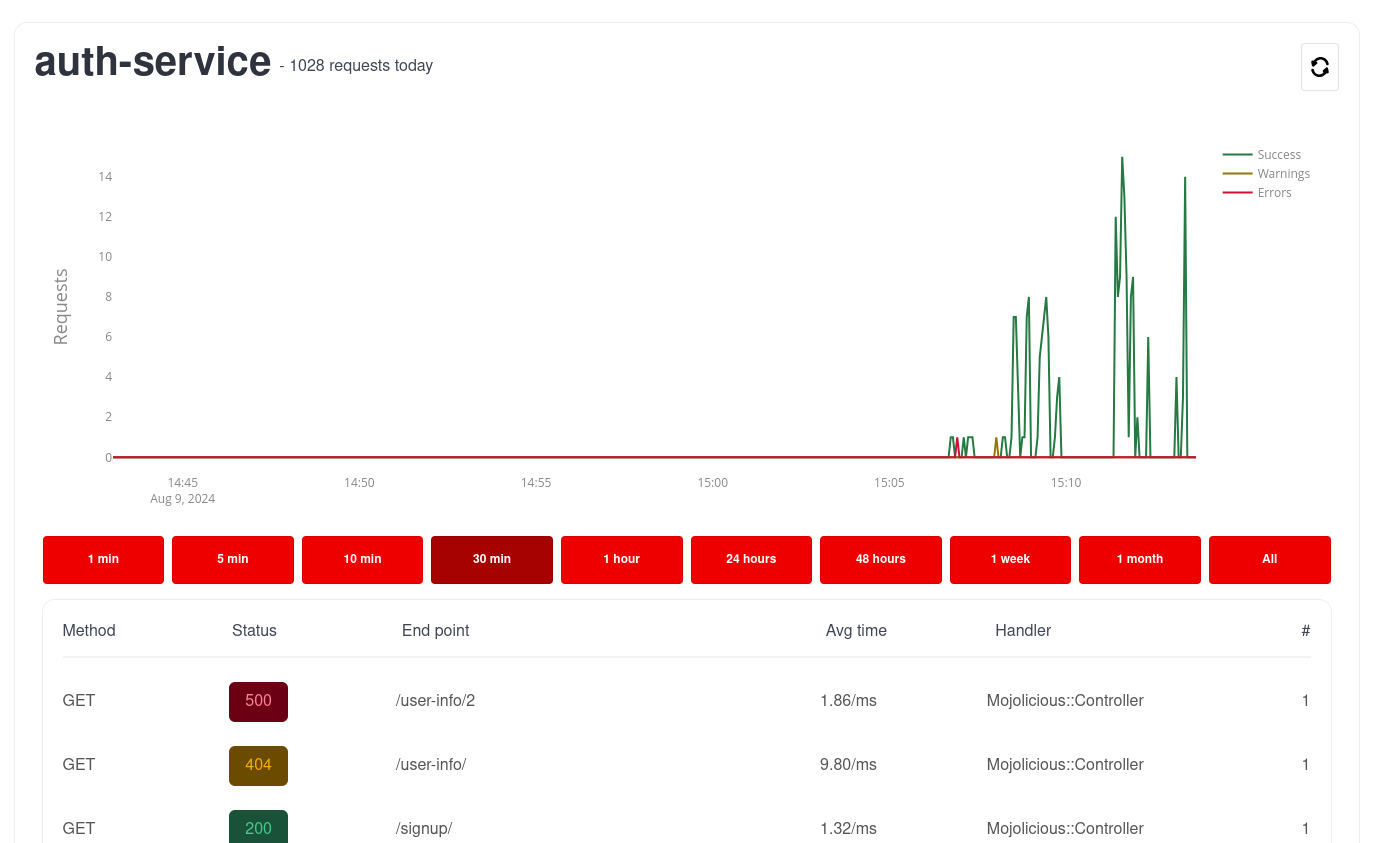 auth-service - 1028 requests today
Success
Warnings
Errors
Requests
14
12
10
8
6
4
2
0
14:45 14:50 14:55 15:00 15:05 15:10
Aug 9, 2024
1 min 5 min 10 min 30 min 1 hour 24 hours 48 hours 1 week 1 month All
Method Status End point Avg time Handler #
GET 500 /user-info/2 1.86/ms Mojolicious::Controller 1
GET 404 /user-info/ 9.80/ms Mojolicious::Controller 1
GET 200 /signup/ 1.32/ms Mojolicious::Controller 1